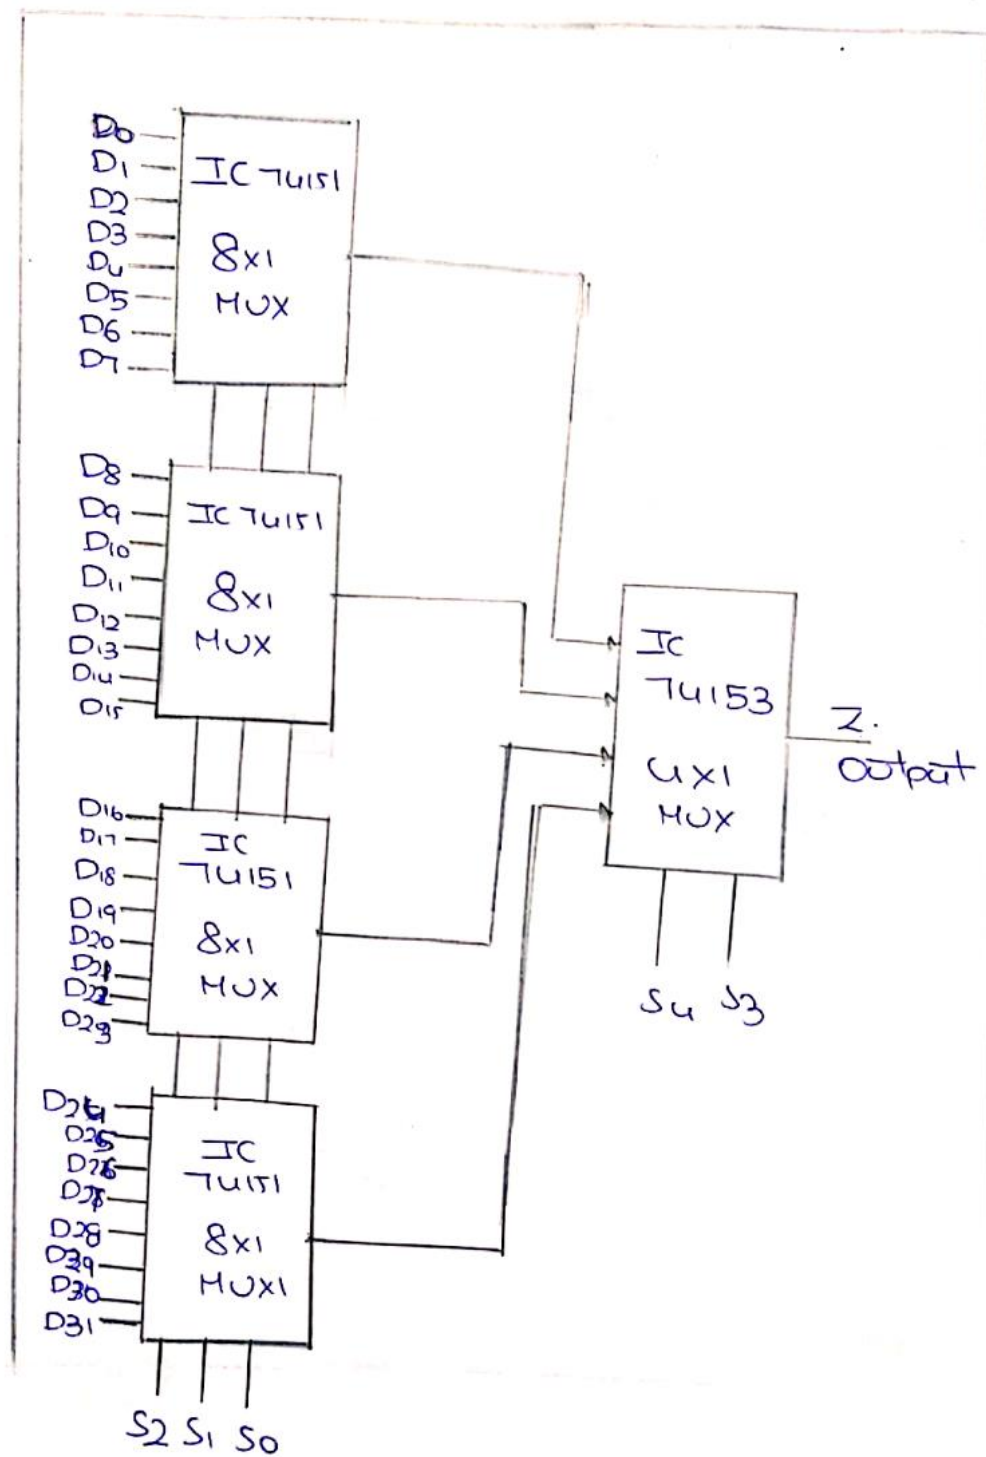 D0
D1
D2
D3
D4
D5
D6
D7
IC 74151
8x1
MUX
D8
D9
D10
D11
D12
D13
D14
D15
IC 74151
8x1
MUX
D16
D17
D18
D19
D20
D21
D22
D23
IC
74151
8x1
MUX
D24
D25
D26
D27
D28
D29
D30
D31
IC
74151
8x1
MUX1
S2 S1 S0
IC
74153
4x1
MUX
S4 S3
Z.
output